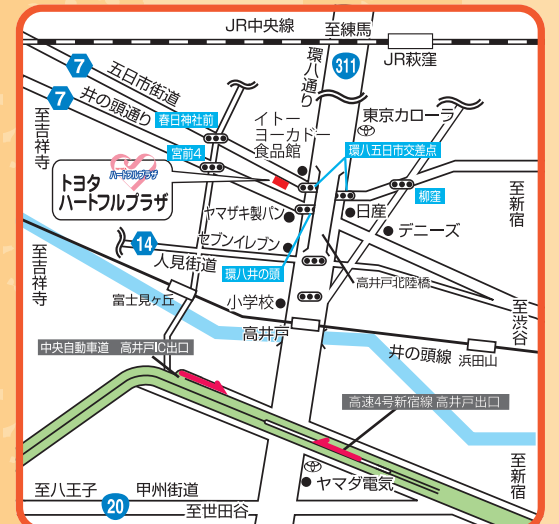 JR中央線
至練馬
JR荻窪
311
環八通り
7
五日市街道
7
井の頭通り
春日神社前
宮前4
至吉祥寺
イトー
ヨーカドー
食品館
東京カローラ
環八五日市交差点
柳窪
至新宿
ハートフルプラザ
トヨタ
ハートフルプラザ
ヤマザキ製パン
日産
デニーズ
セブンイレブン
14
人見街道
環八井の頭
高井戸北陸橋
至吉祥寺
富士見ヶ丘
小学校
至渋谷
高井戸
井の頭線
浜田山
中央自動車道 高井戸IC出口
高速4号新宿線 高井戸出口
至新宿
ヤマダ電気
至八王子
甲州街道
20
至世田谷